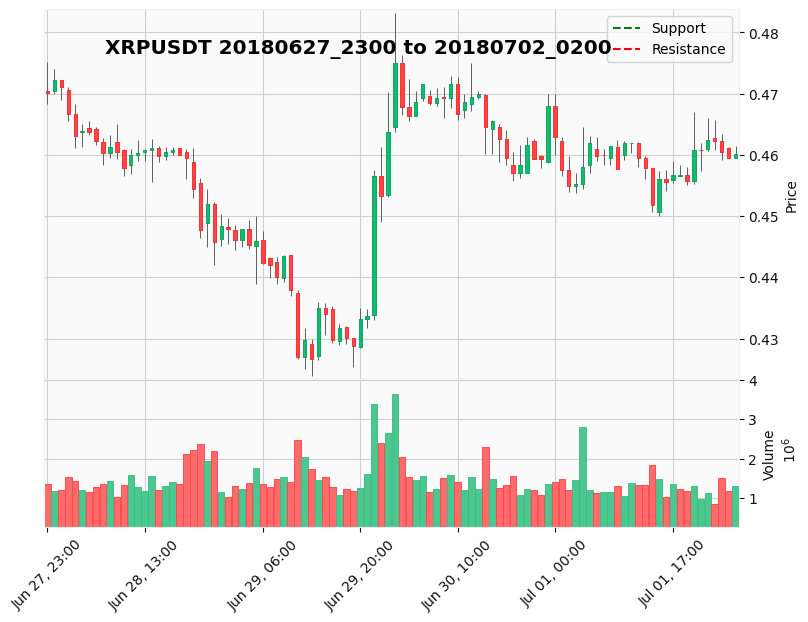 XRPUSDT 20180627_2300 to 20180702_0200
Support
Resistance
0.48
0.47
0.46
0.45
0.44
0.43
Price
4
3
2
1
Volume
10^6
Jun 27, 23:00
Jun 28, 13:00
Jun 29, 06:00
Jun 29, 20:00
Jun 30, 10:00
Jul 01, 00:00
Jul 01, 17:00